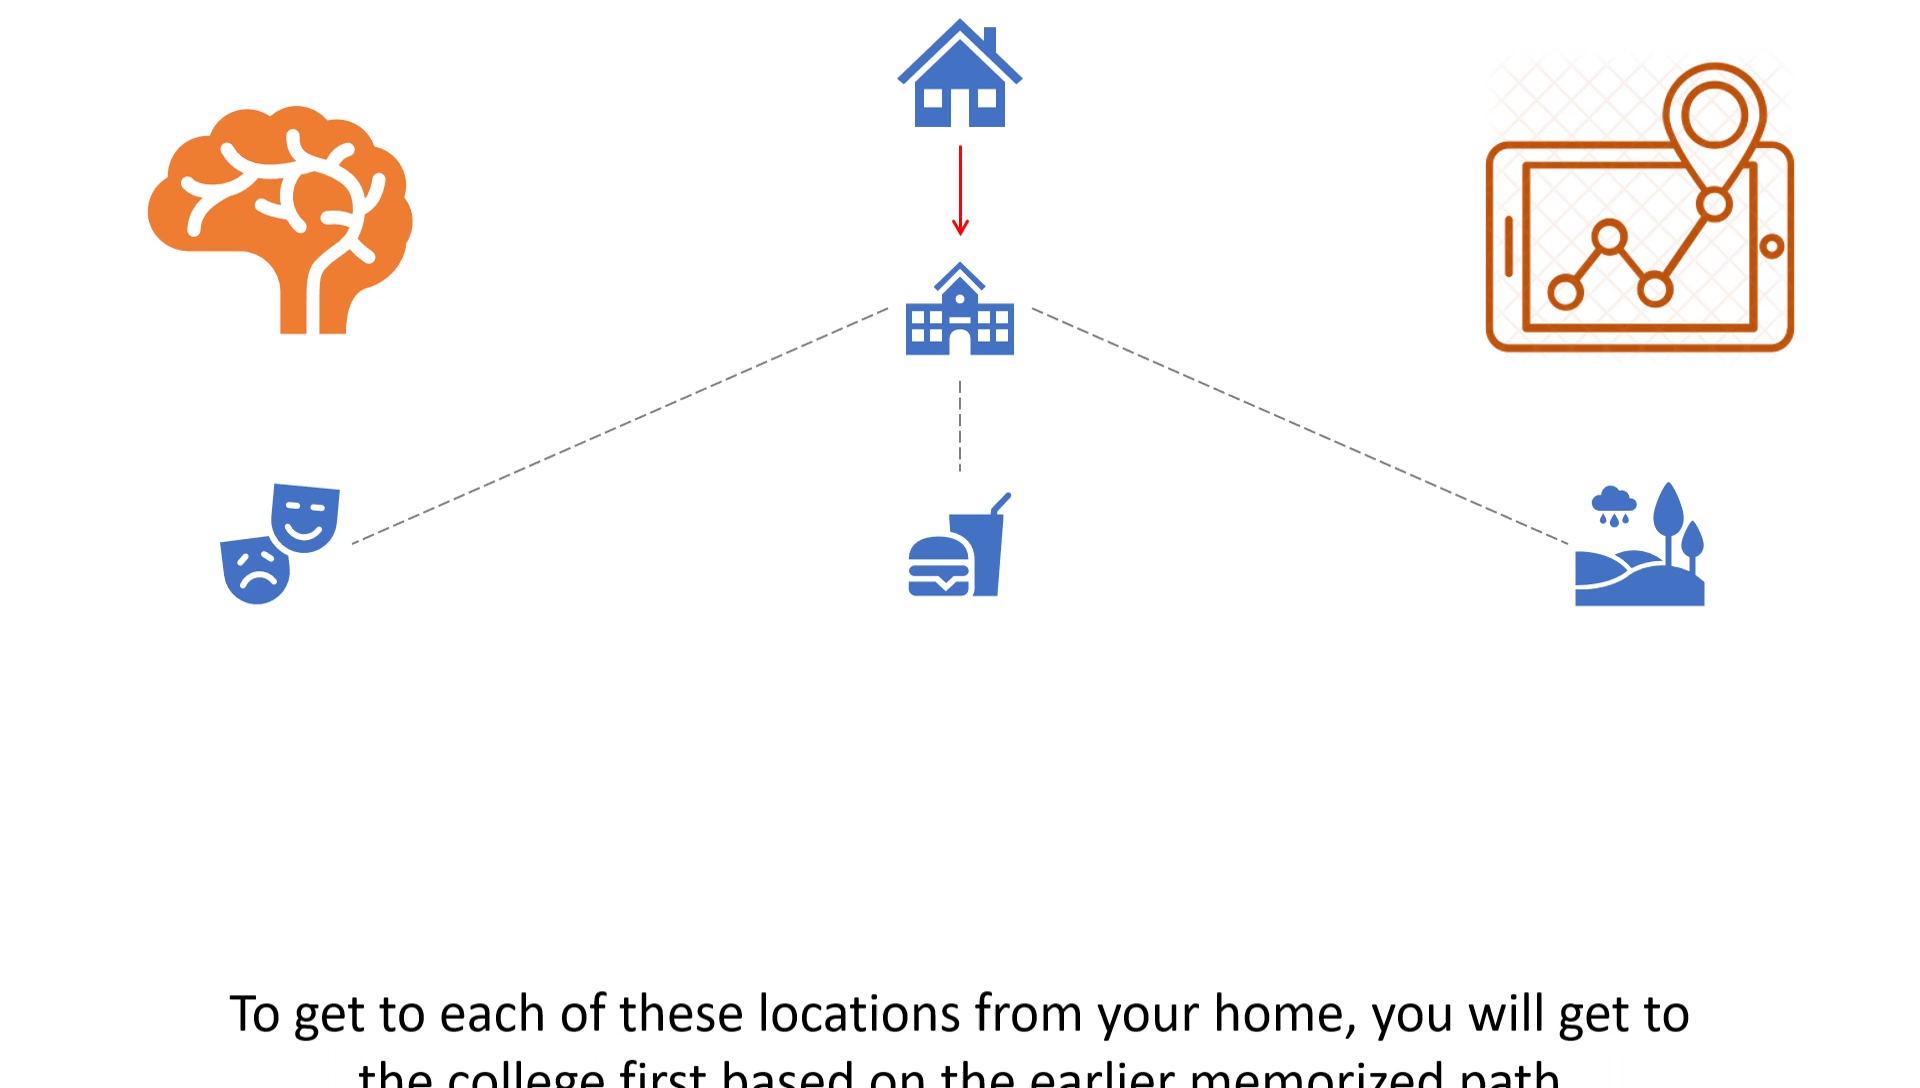 To get to each of these locations from your home, you will get to
the college first based on the earlier memorized path